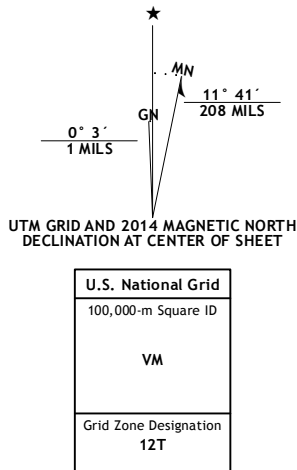 ★
MN
GN
11° 41´
208 MILS
0° 3´
1 MILS
UTM GRID AND 2014 MAGNETIC NORTH
DECLINATION AT CENTER OF SHEET
U.S. National Grid
100,000-m Square ID
VM
Grid Zone Designation
12T